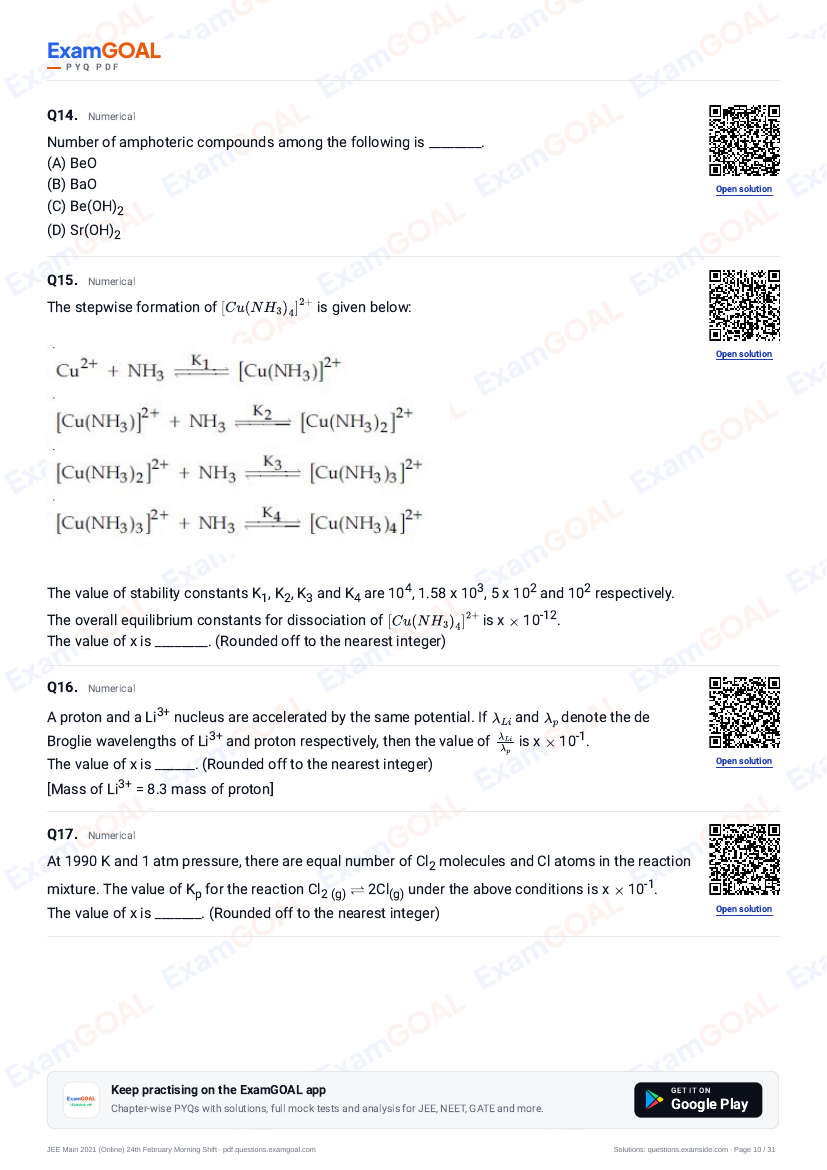 ExamGOAL
PYQ PDF
Q14. Numerical
Number of amphoteric compounds among the following is ________.
(A) BeO
(B) BaO
(C) Be(OH)2
(D) Sr(OH)2
Open solution
Q15. Numerical
The stepwise formation of [Cu(NH3)4]2+ is given below:
Open solution
Cu2+ + NH3 ⇌ K1 [Cu(NH3)]2+
[Cu(NH3)]2+ + NH3 ⇌ K2 [Cu(NH3)2]2+
[Cu(NH3)2]2+ + NH3 ⇌ K3 [Cu(NH3)3]2+
[Cu(NH3)3]2+ + NH3 ⇌ K4 [Cu(NH3)4]2+
The value of stability constants K1, K2, K3 and K4 are 10^4, 1.58 x 10^3, 5 x 10^2 and 10^2 respectively.
The overall equilibrium constants for dissociation of [Cu(NH3)4]2+ is x × 10^-12.
The value of x is ________. (Rounded off to the nearest integer)
Q16. Numerical
A proton and a Li3+ nucleus are accelerated by the same potential. If λLi and λp denote the de
Broglie wavelengths of Li3+ and proton respectively, then the value of λLi/λp is x × 10^-1.
The value of x is ______. (Rounded off to the nearest integer)
[Mass of Li3+ = 8.3 mass of proton]
Open solution
Q17. Numerical
At 1990 K and 1 atm pressure, there are equal number of Cl2 molecules and Cl atoms in the reaction
mixture. The value of Kp for the reaction Cl2 (g) ⇌ 2Cl(g) under the above conditions is x × 10^-1.
The value of x is _______. (Rounded off to the nearest integer)
Open solution
Keep practising on the ExamGOAL app
Chapter-wise PYQs with solutions, full mock tests and analysis for JEE, NEET, GATE and more.
GET IT ON
Google Play
JEE Main 2021 (Online) 24th February Morning Shift · pdf.questions.examgoal.com
Solutions: questions.examside.com · Page 10 / 31